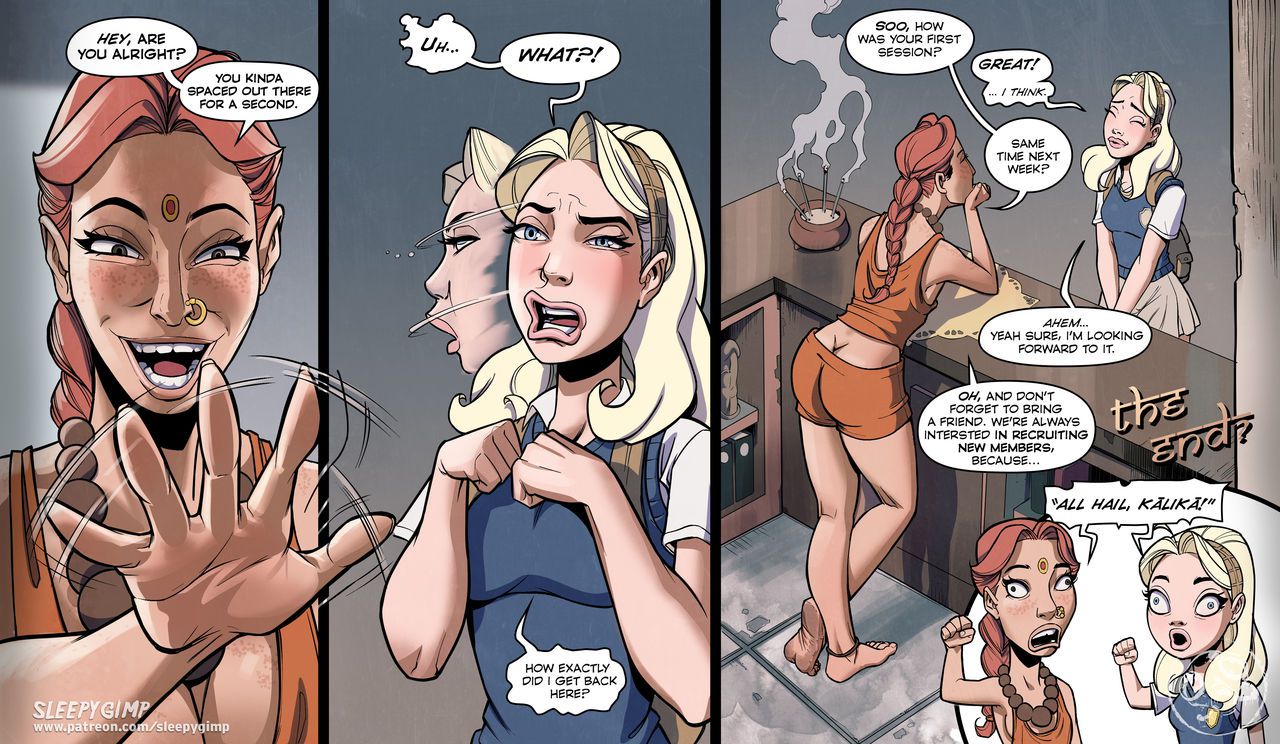 HEY, ARE
YOU ALRIGHT?
YOU KINDA
SPACED OUT THERE
FOR A SECOND.
UH...
WHAT?!
HOW EXACTLY
DID I GET BACK
HERE?
SOO, HOW
WAS YOUR FIRST
SESSION?
GREAT!
... I THINK.
SAME
TIME NEXT
WEEK?
AHEM...
YEAH SURE, I'M LOOKING
FORWARD TO IT.
OH, AND DON'T
FORGET TO BRING
A FRIEND. WE'RE ALWAYS
INTERSTED IN RECRUITING
NEW MEMBERS,
BECAUSE...
THE
END?
"ALL HAIL, KĀLIKĀ!"
SLEEPYGIMP
www.patreon.com/sleepygimp